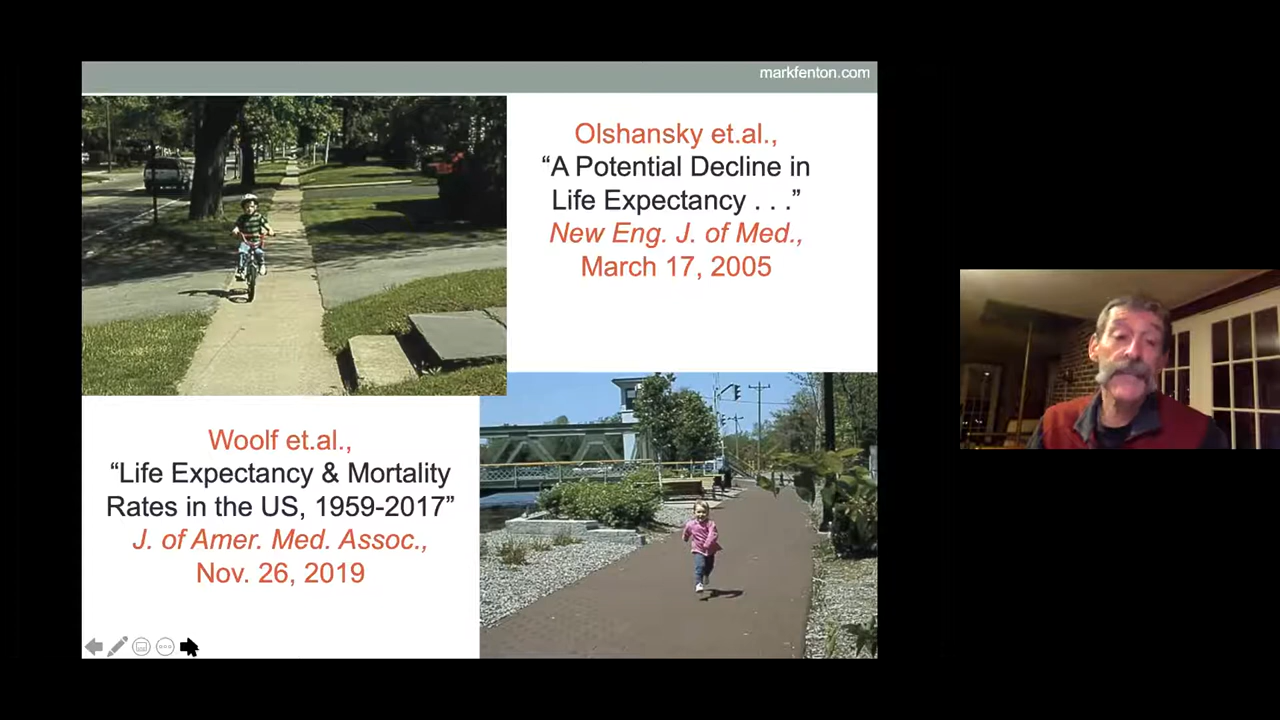 markfenton.com
Olshansky et.al.,
“A Potential Decline in
Life Expectancy . . .”
New Eng. J. of Med.,
March 17, 2005
Woolf et.al.,
“Life Expectancy & Mortality
Rates in the US, 1959-2017”
J. of Amer. Med. Assoc.,
Nov. 26, 2019